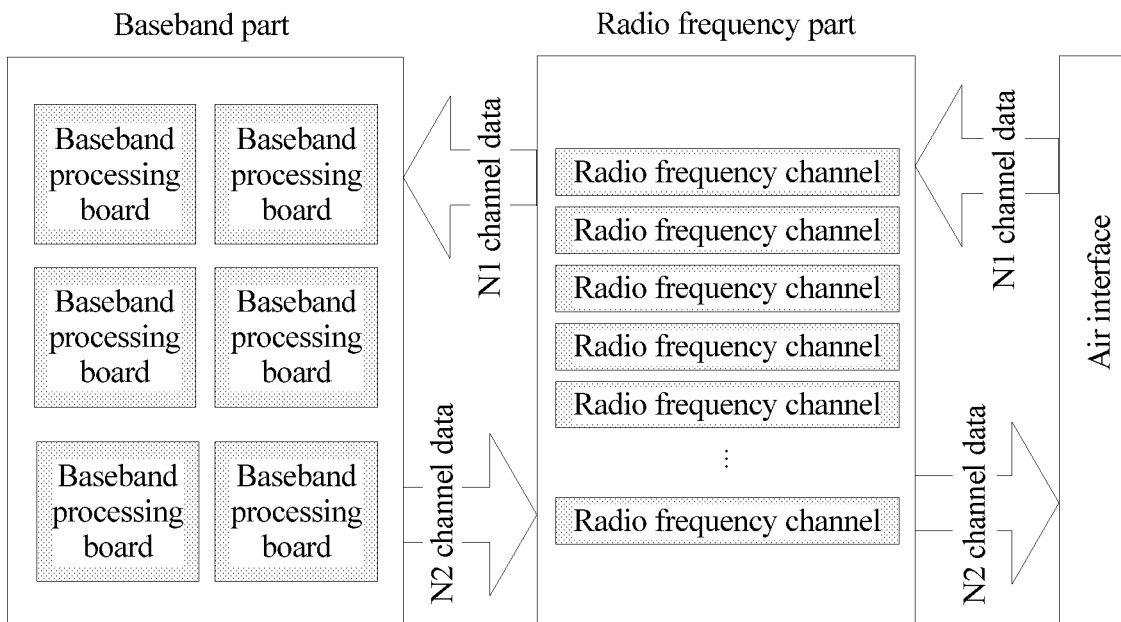 Baseband part
Radio frequency part
Baseband
processing
board
Baseband
processing
board
Baseband
processing
board
Baseband
processing
board
Baseband
processing
board
Baseband
processing
board
N1 channel data
N2 channel data
Radio frequency channel
Radio frequency channel
Radio frequency channel
Radio frequency channel
Radio frequency channel
...
Radio frequency channel
N1 channel data
N2 channel data
Air interface